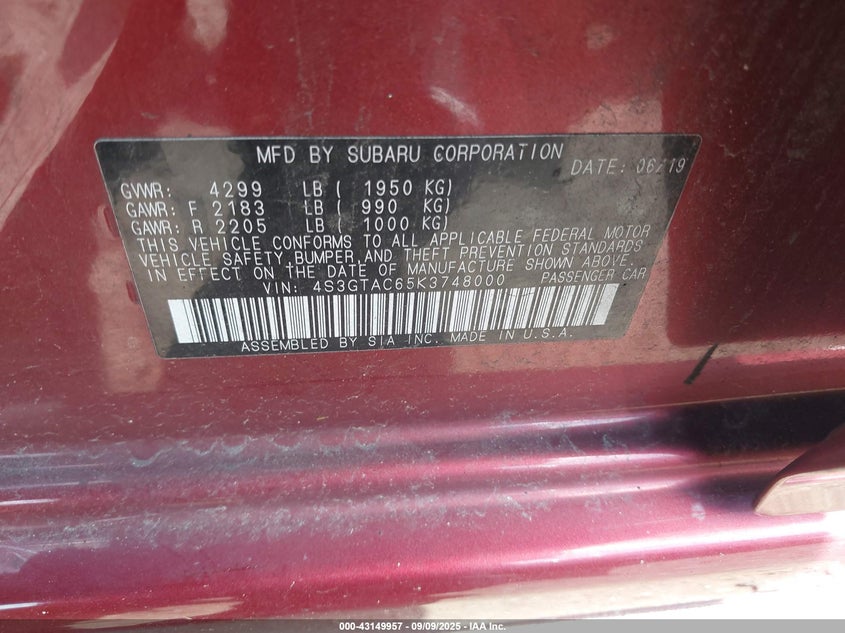 MFD BY SUBARU CORPORATION
DATE: 06/19
GVWR: 4299 LB ( 1950 KG)
GAWR: F 2183 LB ( 990 KG)
GAWR: R 2205 LB ( 1000 KG)
THIS VEHICLE CONFORMS TO ALL APPLICABLE FEDERAL MOTOR
VEHICLE SAFETY, BUMPER, AND THEFT PREVENTION STANDARDS
IN EFFECT ON THE DATE OF MANUFACTURE SHOWN ABOVE.
VIN: 4S3GTAC65K3748000 PASSENGER CAR
ASSEMBLED BY SIA INC. MADE IN U.S.A.
000-43149957 - 09/09/2025 - IAA Inc.